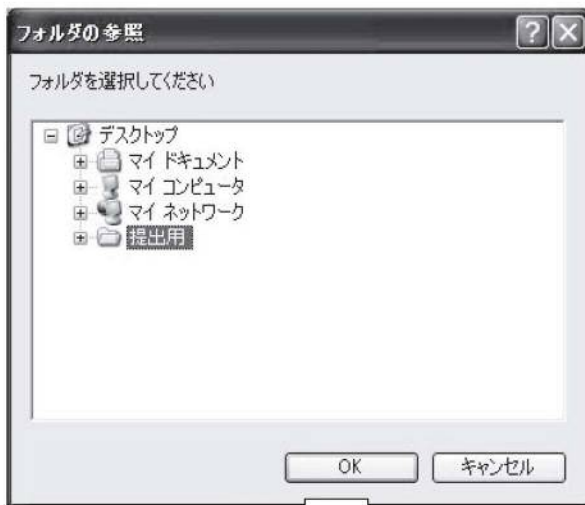 フォルダの参照
フォルダを選択してください
デスクトップ
マイ ドキュメント
マイ コンピュータ
マイ ネットワーク
提出用
OK
キャンセル